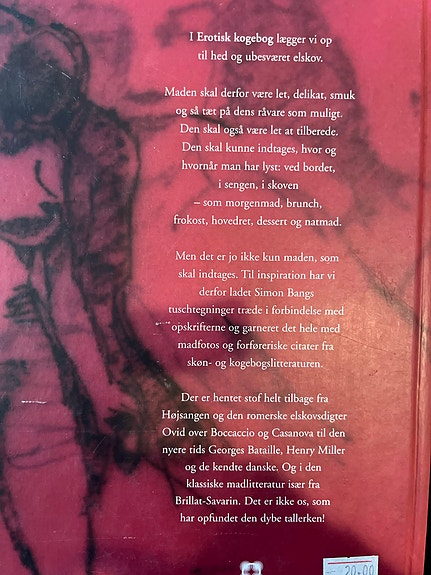 I Erotisk kogebog lægger vi op
til hed og ubesværet elskov.
Maden skal derfor være let, delikat, smuk
og så tæt på dens råvare som muligt.
Den skal også være let at tilberede.
Den skal kunne indtages, hvor og
hvornår man har lyst: ved bordet,
i sengen, i skoven
– som morgenmad, brunch,
frokost, hovedret, dessert og natmad.
Men det er jo ikke kun maden, som
skal indtages. Til inspiration har vi
derfor ladet Simon Bangs
tuschtegninger træde i forbindelse med
opskrifterne og garneret det hele med
madfotos og forføreriske citater fra
skøn- og kogebogslitteraturen.
Der er hentet stof helt tilbage fra
Højsangen og den romerske elskovsdigter
Ovid over Boccaccio og Casanova til den
nyere tids Georges Bataille, Henry Miller
og de kendte danske. Og i den
klassiske madlitteratur især fra
Brillat-Savarin. Det er ikke os, som
har opfundet den dybe tallerken!
20.00